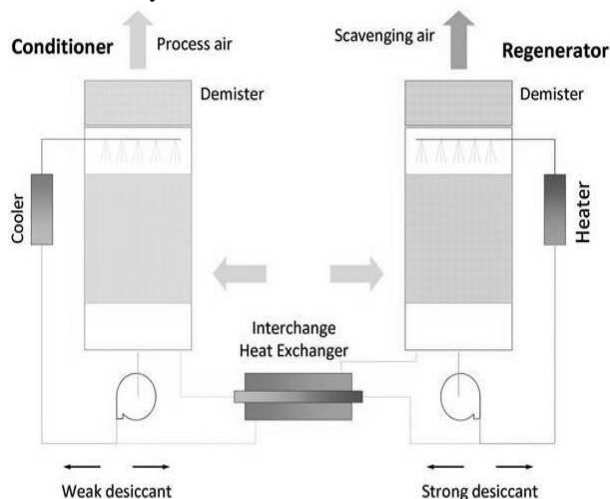 Conditioner
Process air
Scavenging air
Regenerator
Demister
Demister
Cooler
Heater
Interchange
Heat Exchanger
Weak desiccant
Strong desiccant